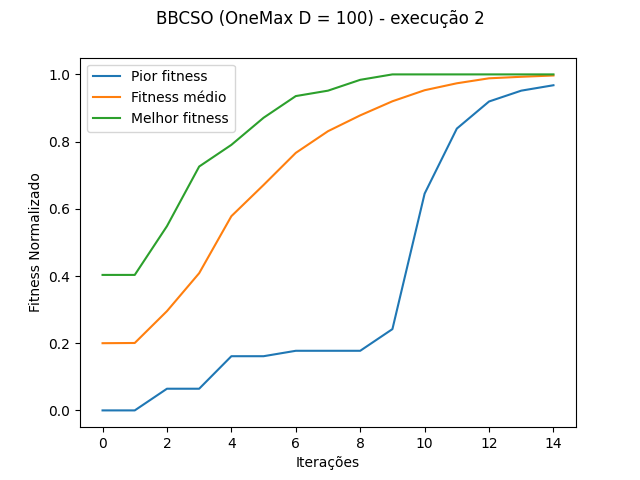 BBCSO (OneMax D = 100) - execução 2
Pior fitness
Fitness médio
Melhor fitness
Fitness Normalizado
1.0
0.8
0.6
0.4
0.2
0.0
0 2 4 6 8 10 12 14
Iterações